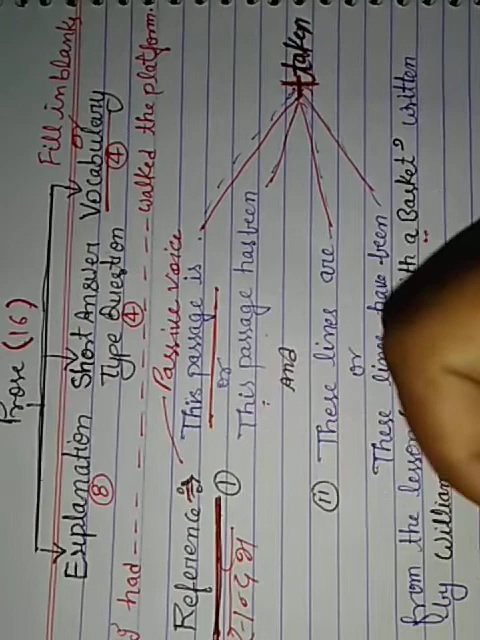 Prose (16)
Explanation Short Answer Vocabulary
Type Question
Fill in blanks
or
(8) (4) (4)
I had ---------- walked the platform
Passive voice
Reference :- This passage is
or
(i) This passage has been
And
(ii) These lines are
or
These lines have been
+ taken
from the lesson th a Basket" written
by William